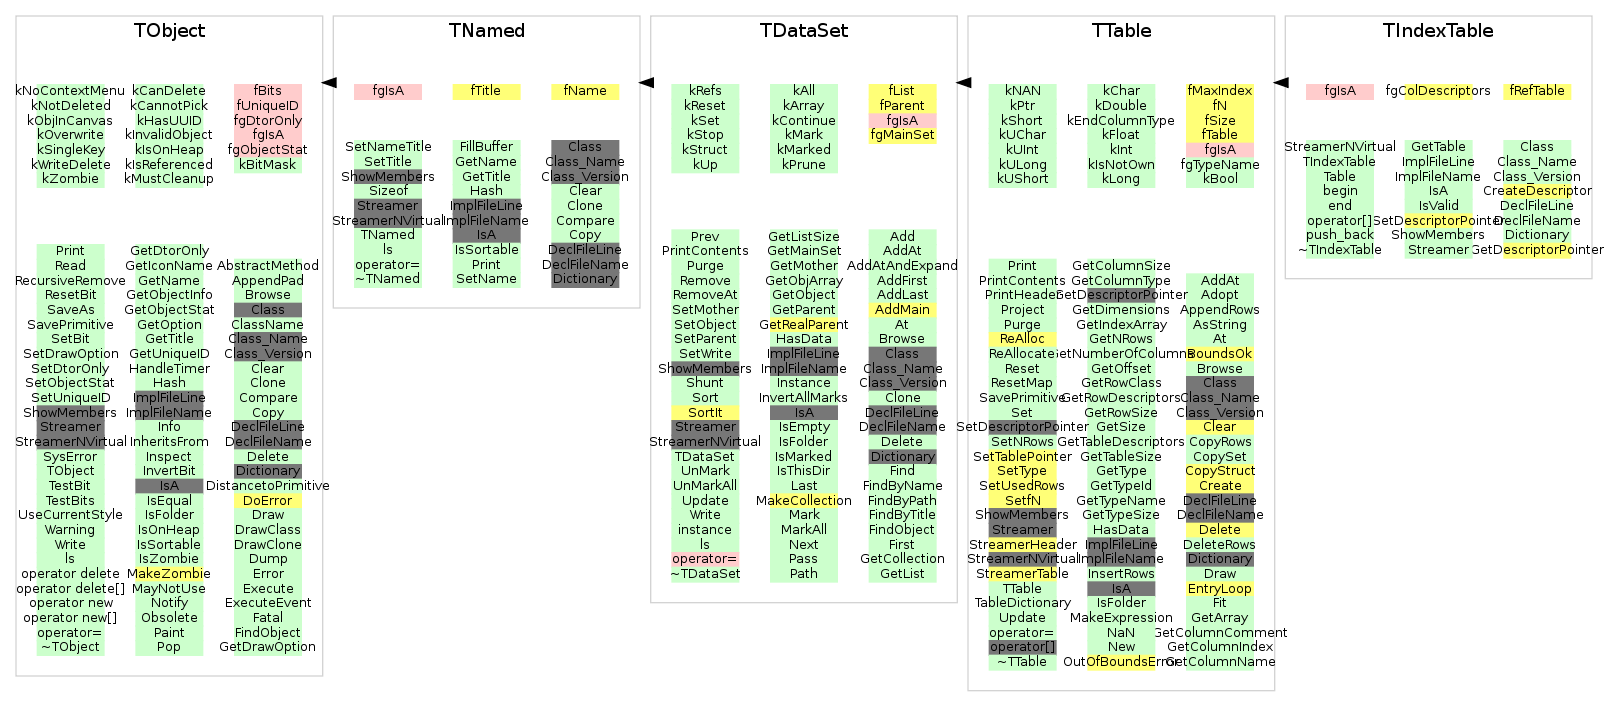 TObject
kNoContextMenu
kNotDeleted
kObjInCanvas
kOverwrite
kSingleKey
kWriteDelete
kZombie
kCanDelete
kCannotPick
kHasUUID
kInvalidObject
kIsOnHeap
kIsReferenced
kMustCleanup
fBits
fUniqueID
fgDtorOnly
fgIsA
fgObjectStat
kBitMask
Print
Read
RecursiveRemove
ResetBit
SaveAs
SavePrimitive
SetBit
SetDrawOption
SetDtorOnly
SetObjectStat
SetUniqueID
ShowMembers
Streamer
StreamerNVirtual
SysError
TObject
TestBit
TestBits
UseCurrentStyle
Warning
Write
ls
operator delete
operator delete[]
operator new
operator new[]
operator=
~TObject
GetDtorOnly
GetIconName
GetName
GetObjectInfo
GetObjectStat
GetOption
GetTitle
GetUniqueID
HandleTimer
Hash
ImplFileLine
ImplFileName
Info
InheritsFrom
Inspect
InvertBit
IsA
IsEqual
IsFolder
IsOnHeap
IsSortable
IsZombie
MakeZombie
MayNotUse
Notify
Obsolete
Paint
Pop
AbstractMethod
AppendPad
Browse
Class
ClassName
Class_Name
Class_Version
Clear
Clone
Compare
Copy
DeclFileLine
DeclFileName
Delete
Dictionary
DistancetoPrimitive
DoError
Draw
DrawClass
DrawClone
Dump
Error
Execute
ExecuteEvent
Fatal
FindObject
GetDrawOption
TNamed
fgIsA
fTitle
fName
SetNameTitle
SetTitle
ShowMembers
Sizeof
Streamer
StreamerNVirtual
TNamed
ls
operator=
~TNamed
FillBuffer
GetName
GetTitle
Hash
ImplFileLine
ImplFileName
IsA
IsSortable
Print
SetName
Class
Class_Name
Class_Version
Clear
Clone
Compare
Copy
DeclFileLine
DeclFileName
Dictionary
TDataSet
kRefs
kReset
kSet
kStop
kStruct
kUp
kAll
kArray
kContinue
kMark
kMarked
kPrune
fList
fParent
fgIsA
fgMainSet
Prev
PrintContents
Purge
Remove
RemoveAt
SetMother
SetObject
SetParent
SetWrite
ShowMembers
Shunt
Sort
SortIt
Streamer
StreamerNVirtual
TDataSet
UnMark
UnMarkAll
Update
Write
instance
ls
operator=
~TDataSet
GetListSize
GetMainSet
GetMother
GetObjArray
GetObject
GetParent
GetRealParent
HasData
ImplFileLine
ImplFileName
Instance
InvertAllMarks
IsA
IsEmpty
IsFolder
IsMarked
IsThisDir
Last
MakeCollection
Mark
MarkAll
Next
Pass
Path
Add
AddAt
AddAtAndExpand
AddFirst
AddLast
AddMain
At
Browse
Class
Class_Name
Class_Version
Clone
DeclFileLine
DeclFileName
Delete
Dictionary
Find
FindByName
FindByPath
FindByTitle
FindObject
First
GetCollection
GetList
TTable
kNAN
kPtr
kShort
kUChar
kUInt
kULong
kUShort
kChar
kDouble
kEndColumnType
kFloat
kInt
kIsNotOwn
kLong
fMaxIndex
fN
fSize
fTable
fgIsA
fgTypeName
kBool
Print
PrintContents
PrintHeader
Project
Purge
ReAlloc
ReAllocate
Reset
ResetMap
SavePrimitive
Set
SetDescriptorPointer
SetNRows
SetTablePointer
SetType
SetUsedRows
SetfN
ShowMembers
Streamer
StreamerHeader
StreamerNVirtual
StreamerTable
TTable
TableDictionary
Update
operator=
operator[]
~TTable
GetColumnSize
GetColumnType
GetDescriptorPointer
GetDimensions
GetIndexArray
GetNRows
GetNumberOfColumns
GetOffset
GetRowClass
GetRowDescriptors
GetRowSize
GetSize
GetTableDescriptors
GetTableSize
GetType
GetTypeId
GetTypeName
GetTypeSize
HasData
ImplFileLine
ImplFileName
InsertRows
IsA
IsFolder
MakeExpression
NaN
New
OutOfBoundsError
AddAt
Adopt
AppendRows
AsString
At
BoundsOk
Browse
Class
Class_Name
Class_Version
Clear
CopyRows
CopySet
CopyStruct
Create
DeclFileLine
DeclFileName
Delete
DeleteRows
Dictionary
Draw
EntryLoop
Fit
GetArray
GetColumnComment
GetColumnIndex
GetColumnName
TIndexTable
fgIsA
fgColDescriptors
fRefTable
StreamerNVirtual
TIndexTable
Table
begin
end
operator[]
push_back
~TIndexTable
GetTable
ImplFileLine
ImplFileName
IsA
IsValid
SetDescriptorPointer
ShowMembers
Streamer
Class
Class_Name
Class_Version
CreateDescriptor
DeclFileLine
DeclFileName
Dictionary
GetDescriptorPointer